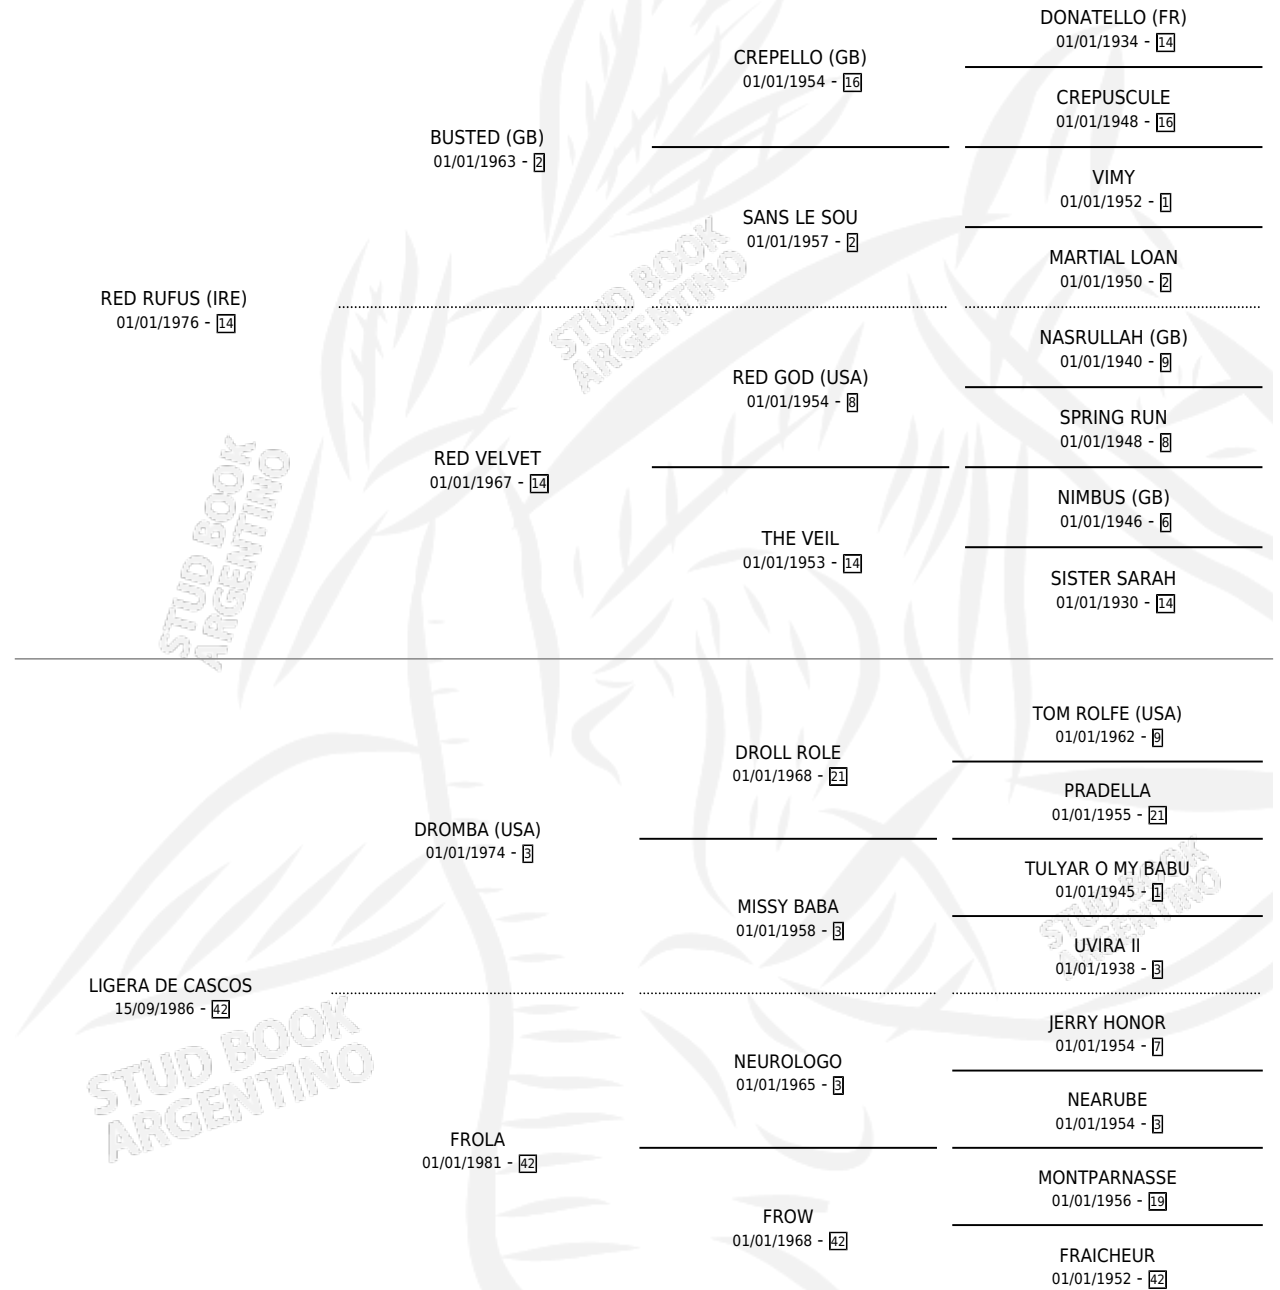 RED RUFUS (IRE)
01/01/1976 - 14
BUSTED (GB)
01/01/1963 - 2
CREPELLO (GB)
01/01/1954 - 16
DONATELLO (FR)
01/01/1934 - 14
CREPUSCULE
01/01/1948 - 16
SANS LE SOU
01/01/1957 - 2
VIMY
01/01/1952 - 1
MARTIAL LOAN
01/01/1950 - 2
RED VELVET
01/01/1967 - 14
RED GOD (USA)
01/01/1954 - 8
NASRULLAH (GB)
01/01/1940 - 9
SPRING RUN
01/01/1948 - 8
THE VEIL
01/01/1953 - 14
NIMBUS (GB)
01/01/1946 - 6
SISTER SARAH
01/01/1930 - 14
LIGERA DE CASCOS
15/09/1986 - 42
DROMBA (USA)
01/01/1974 - 3
DROLL ROLE
01/01/1968 - 21
TOM ROLFE (USA)
01/01/1962 - 9
PRADELLA
01/01/1955 - 21
MISSY BABA
01/01/1958 - 3
TULYAR O MY BABU
01/01/1945 - 1
UVIRA II
01/01/1938 - 3
FROLA
01/01/1981 - 42
NEUROLOGO
01/01/1965 - 3
JERRY HONOR
01/01/1954 - 7
NEARUBE
01/01/1954 - 3
FROW
01/01/1968 - 42
MONTPARNASSE
01/01/1956 - 19
FRAICHEUR
01/01/1952 - 42
STUD BOOK
ARGENTINO
STUD BOOK
ARGENTINO
STUD BOOK
ARGENTINO
STUD BOOK
ARGENTINO